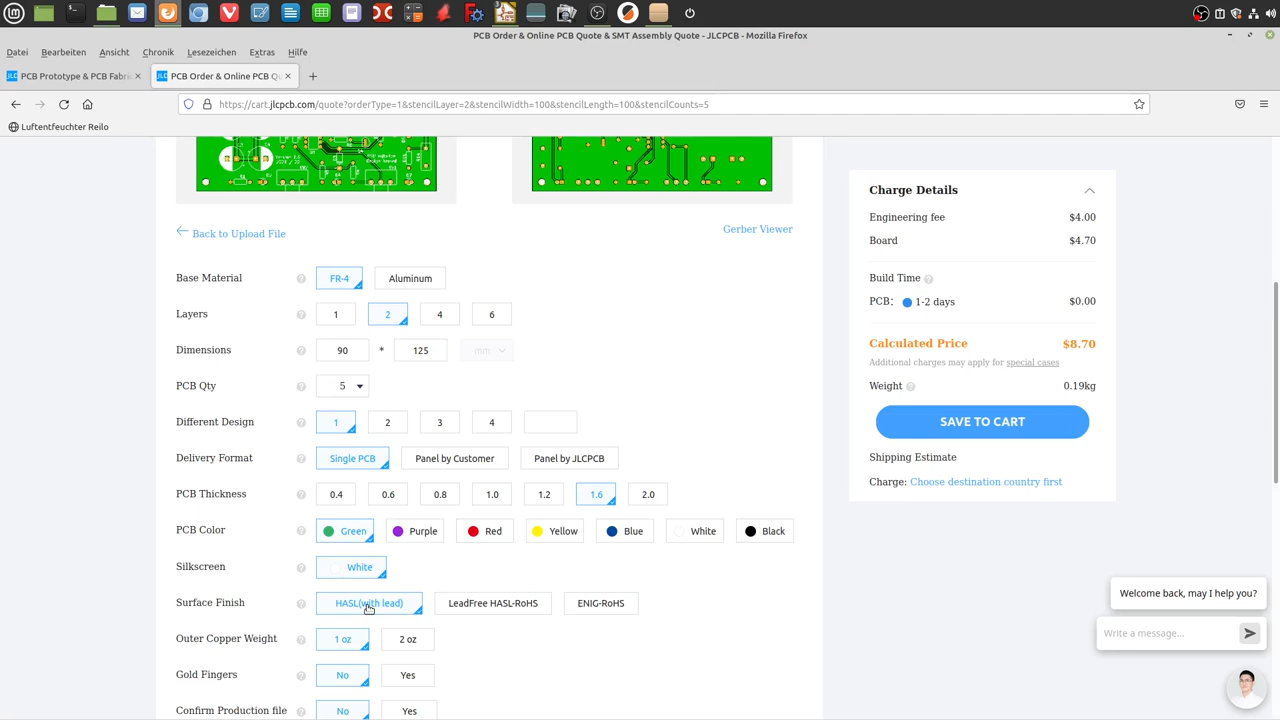 PCB Order & Online PCB Quote & SMT Assembly Quote - JLCPCB - Mozilla Firefox
Datei Bearbeiten Ansicht Chronik Lesezeichen Extras Hilfe
PCB Prototype & PCB Fabri PCB Order & Online PCB Qu
https://cart.jlcpcb.com/quote?orderType=1&stencilLayer=2&stencilWidth=100&stencilLength=100&stencilCounts=5
Luftentfeuchter Reilo
Back to Upload File
Gerber Viewer
Base Material ? FR-4 Aluminum
Layers ? 1 2 4 6
Dimensions ? 90 * 125 mm
PCB Qty ? 5
Different Design ? 1 2 3 4
Delivery Format ? Single PCB Panel by Customer Panel by JLCPCB
PCB Thickness ? 0.4 0.6 0.8 1.0 1.2 1.6 2.0
PCB Color ? Green Purple Red Yellow Blue White Black
Silkscreen ? White
Surface Finish ? HASL(with lead) LeadFree HASL-RoHS ENIG-RoHS
Outer Copper Weight ? 1 oz 2 oz
Gold Fingers ? No Yes
Confirm Production file ? No Yes
Charge Details
Engineering fee $4.00
Board $4.70
Build Time ?
PCB: 1-2 days $0.00
Calculated Price $8.70
Additional charges may apply for special cases
Weight ? 0.19kg
SAVE TO CART
Shipping Estimate
Charge: Choose destination country first
Welcome back, may I help you?
Write a message...